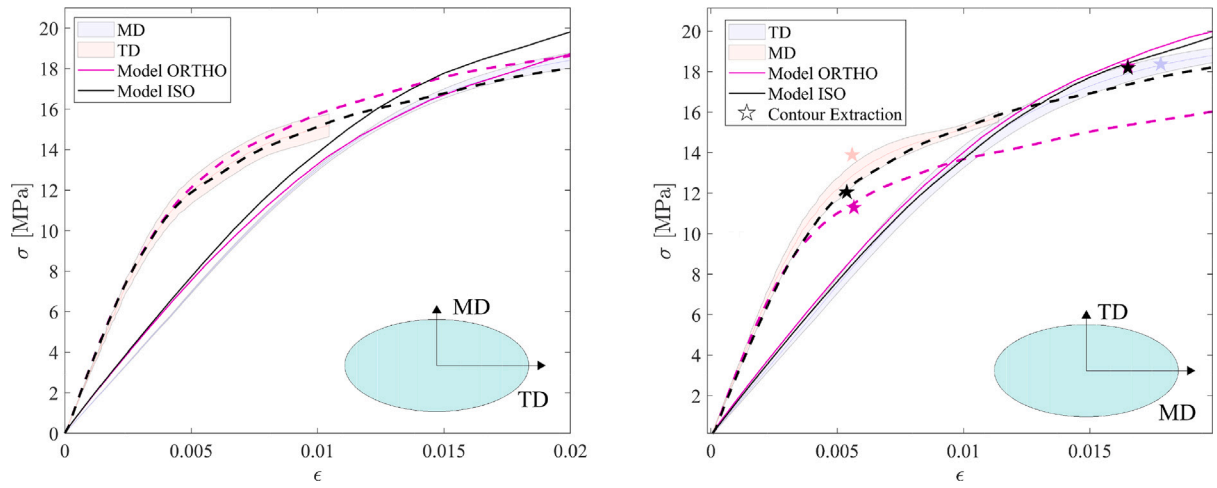 20
18
16
14
12
10
8
6
4
2
0
σ [MPa]
MD
TD
Model ORTHO
Model ISO
MD
TD
0 0.005 0.01 0.015 0.02
ϵ
20
18
16
14
12
10
8
6
4
2
σ [MPa]
TD
MD
Model ORTHO
Model ISO
Contour Extraction
TD
MD
0 0.005 0.01 0.015
ϵ